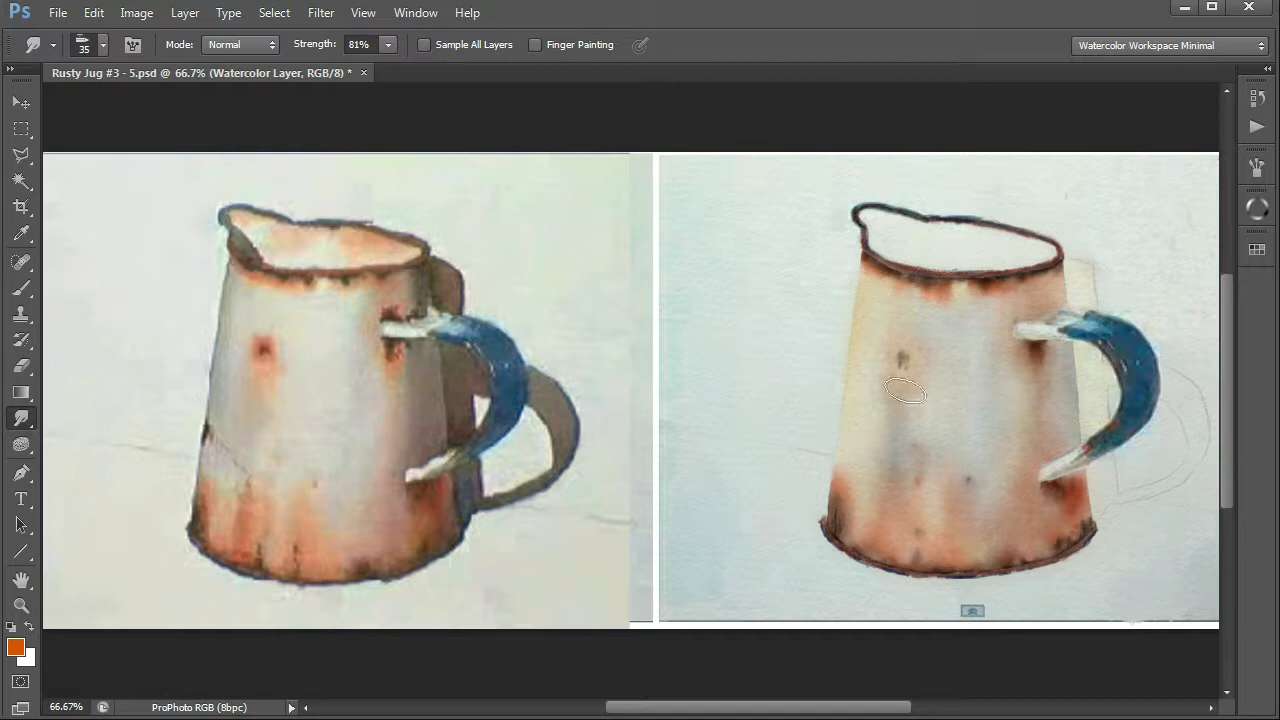 Ps File Edit Image Layer Type Select Filter View Window Help
35 Mode: Normal Strength: 81% Sample All Layers Finger Painting Watercolor Workspace Minimal
Rusty Jug #3 - 5.psd @ 66.7% (Watercolor Layer, RGB/8) * ×
T
66.67% ProPhoto RGB (8bpc)